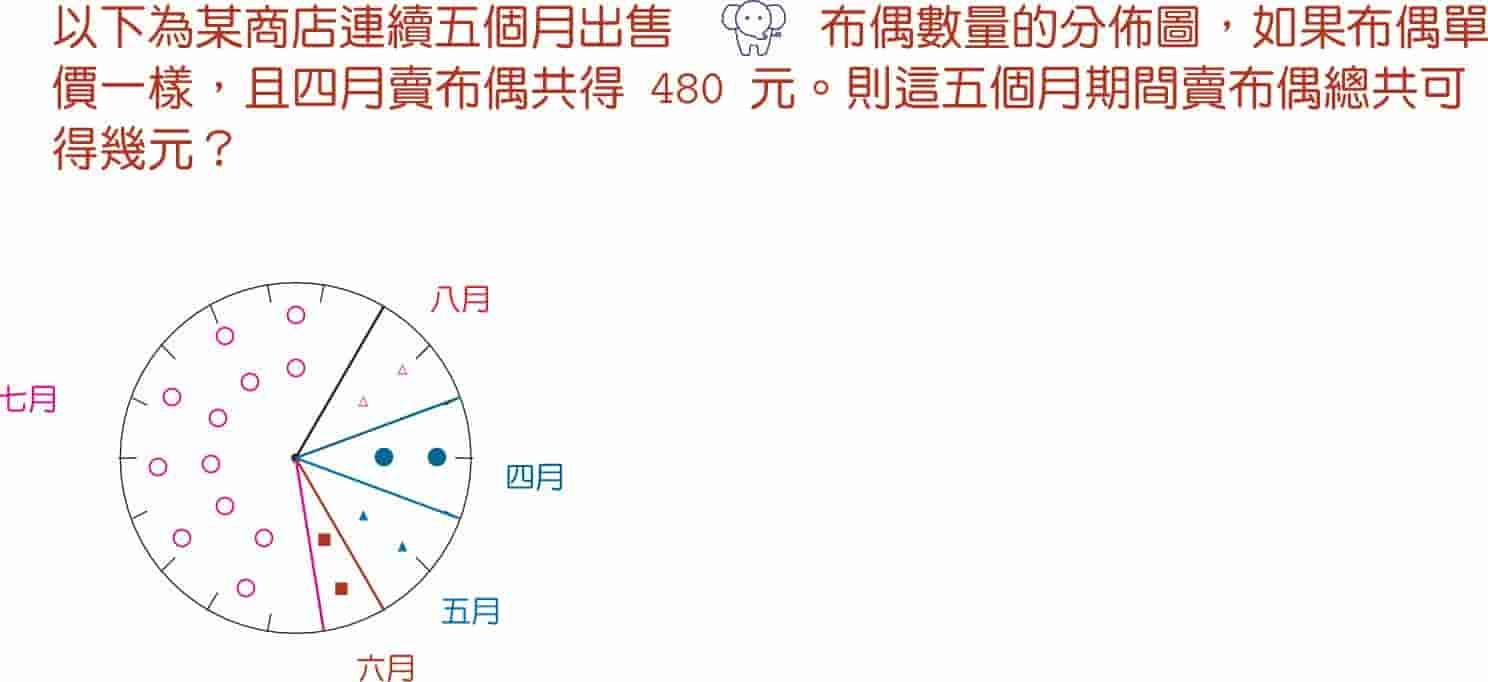 以下為某商店連續五個月出售 布偶數量的分佈圖，如果布偶單
價一樣，且四月賣布偶共得 480 元。則這五個月期間賣布偶總共可
得幾元？
八月
七月
四月
五月
六月